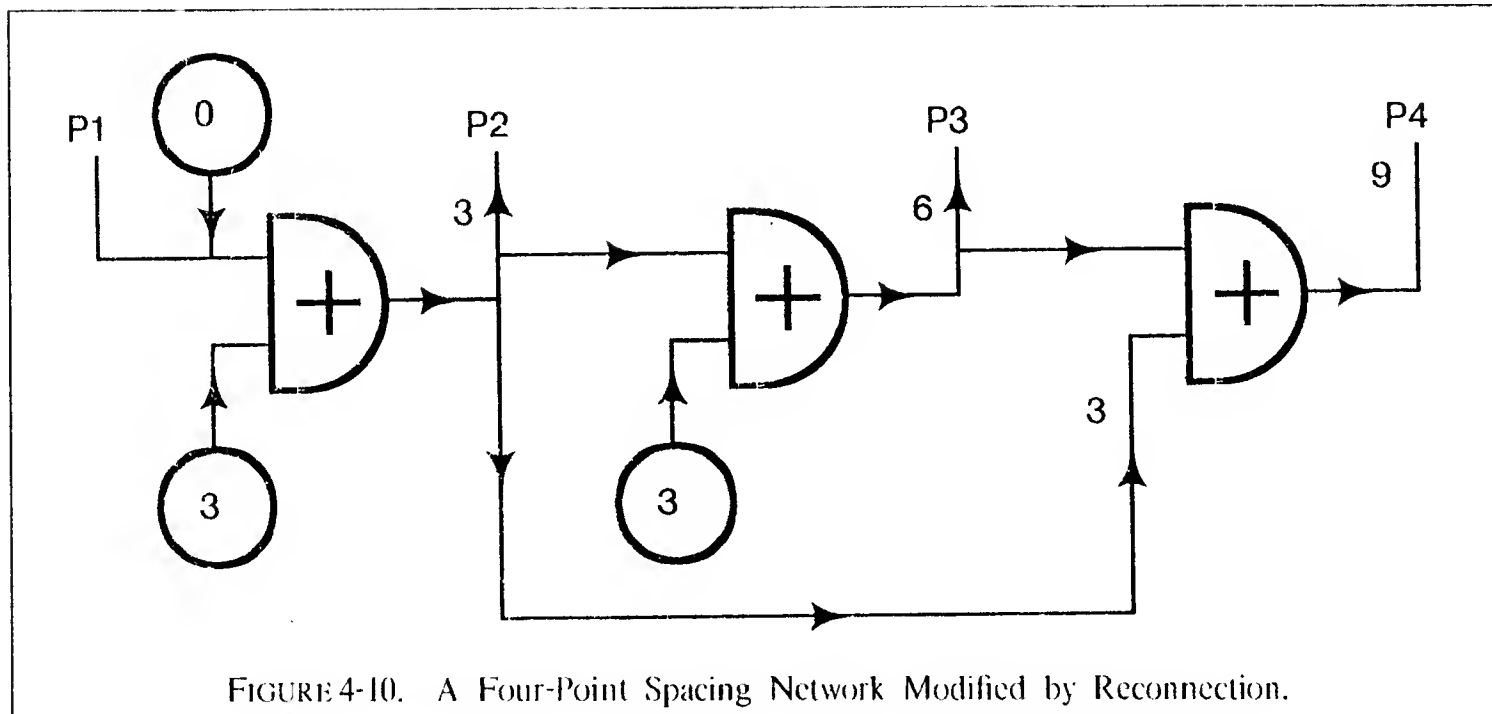 0
P1
P2
P3
P4
3
6
9
+
+
+
3
3
3
FIGURE 4-10. A Four-Point Spacing Network Modified by Reconnection.